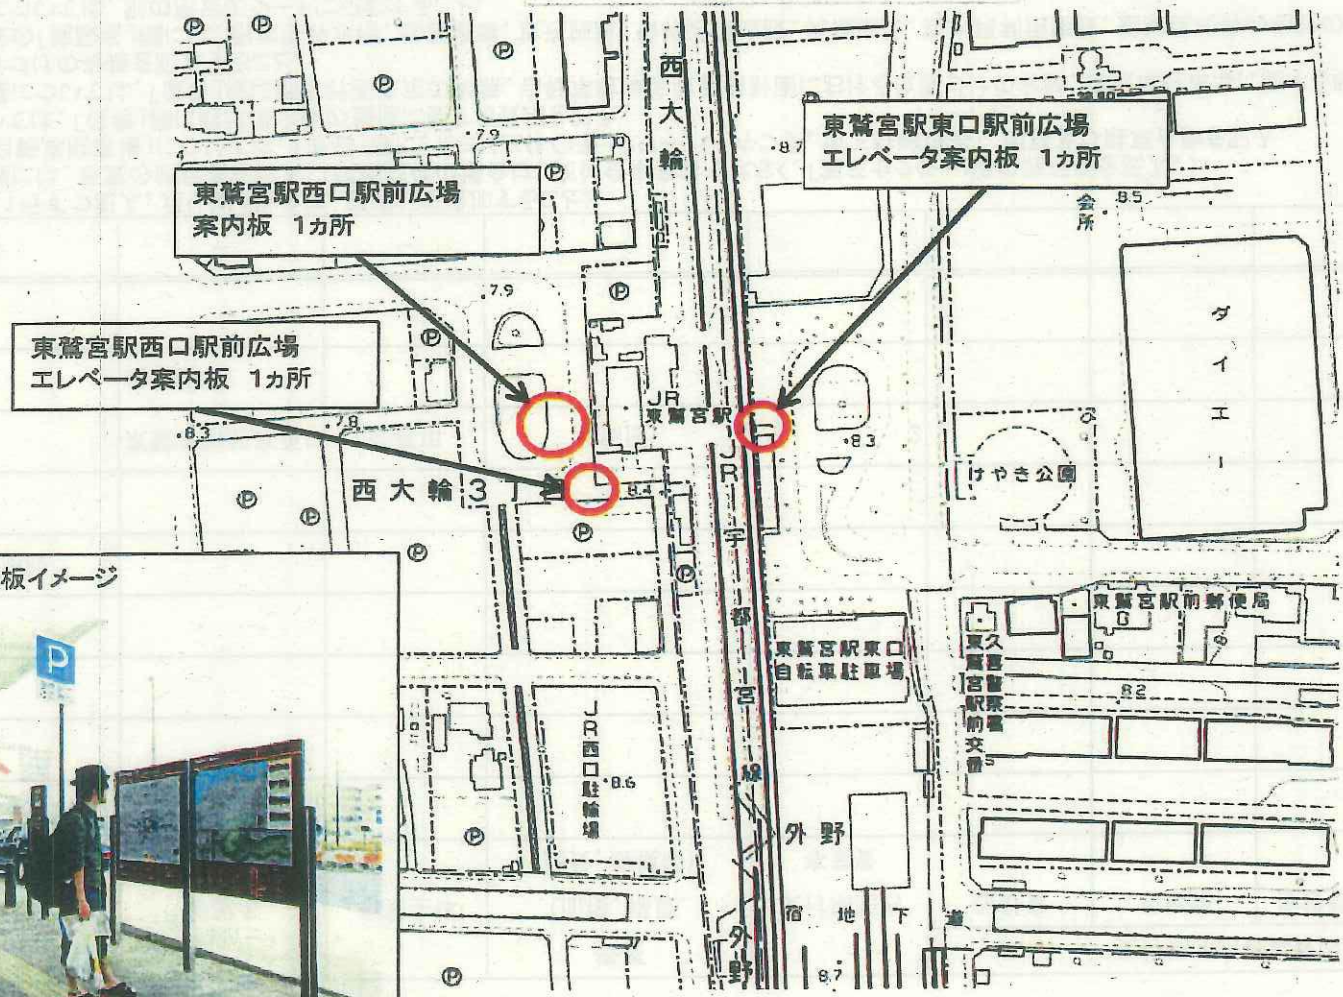 西大輪
7.9
東鷲宮駅東口駅前広場
エレベータ案内板 1ヵ所
8.7
会所
8.5
東鷲宮駅西口駅前広場
案内板 1ヵ所
7.9
東鷲宮駅西口駅前広場
エレベータ案内板 1ヵ所
ダイエー
JR
東鷲宮駅
8.3
7.8
8.3
けやき公園
西大輪3丁
8.4
JR宇都宮線
板イメージ
P
東鷲宮駅前郵便局
東鷲宮駅東口
自転車駐車場
久喜警察署
東鷲宮駅前交番
8.2
JR西口駐輪場
8.6
外野
宿地下道
外野
8.7